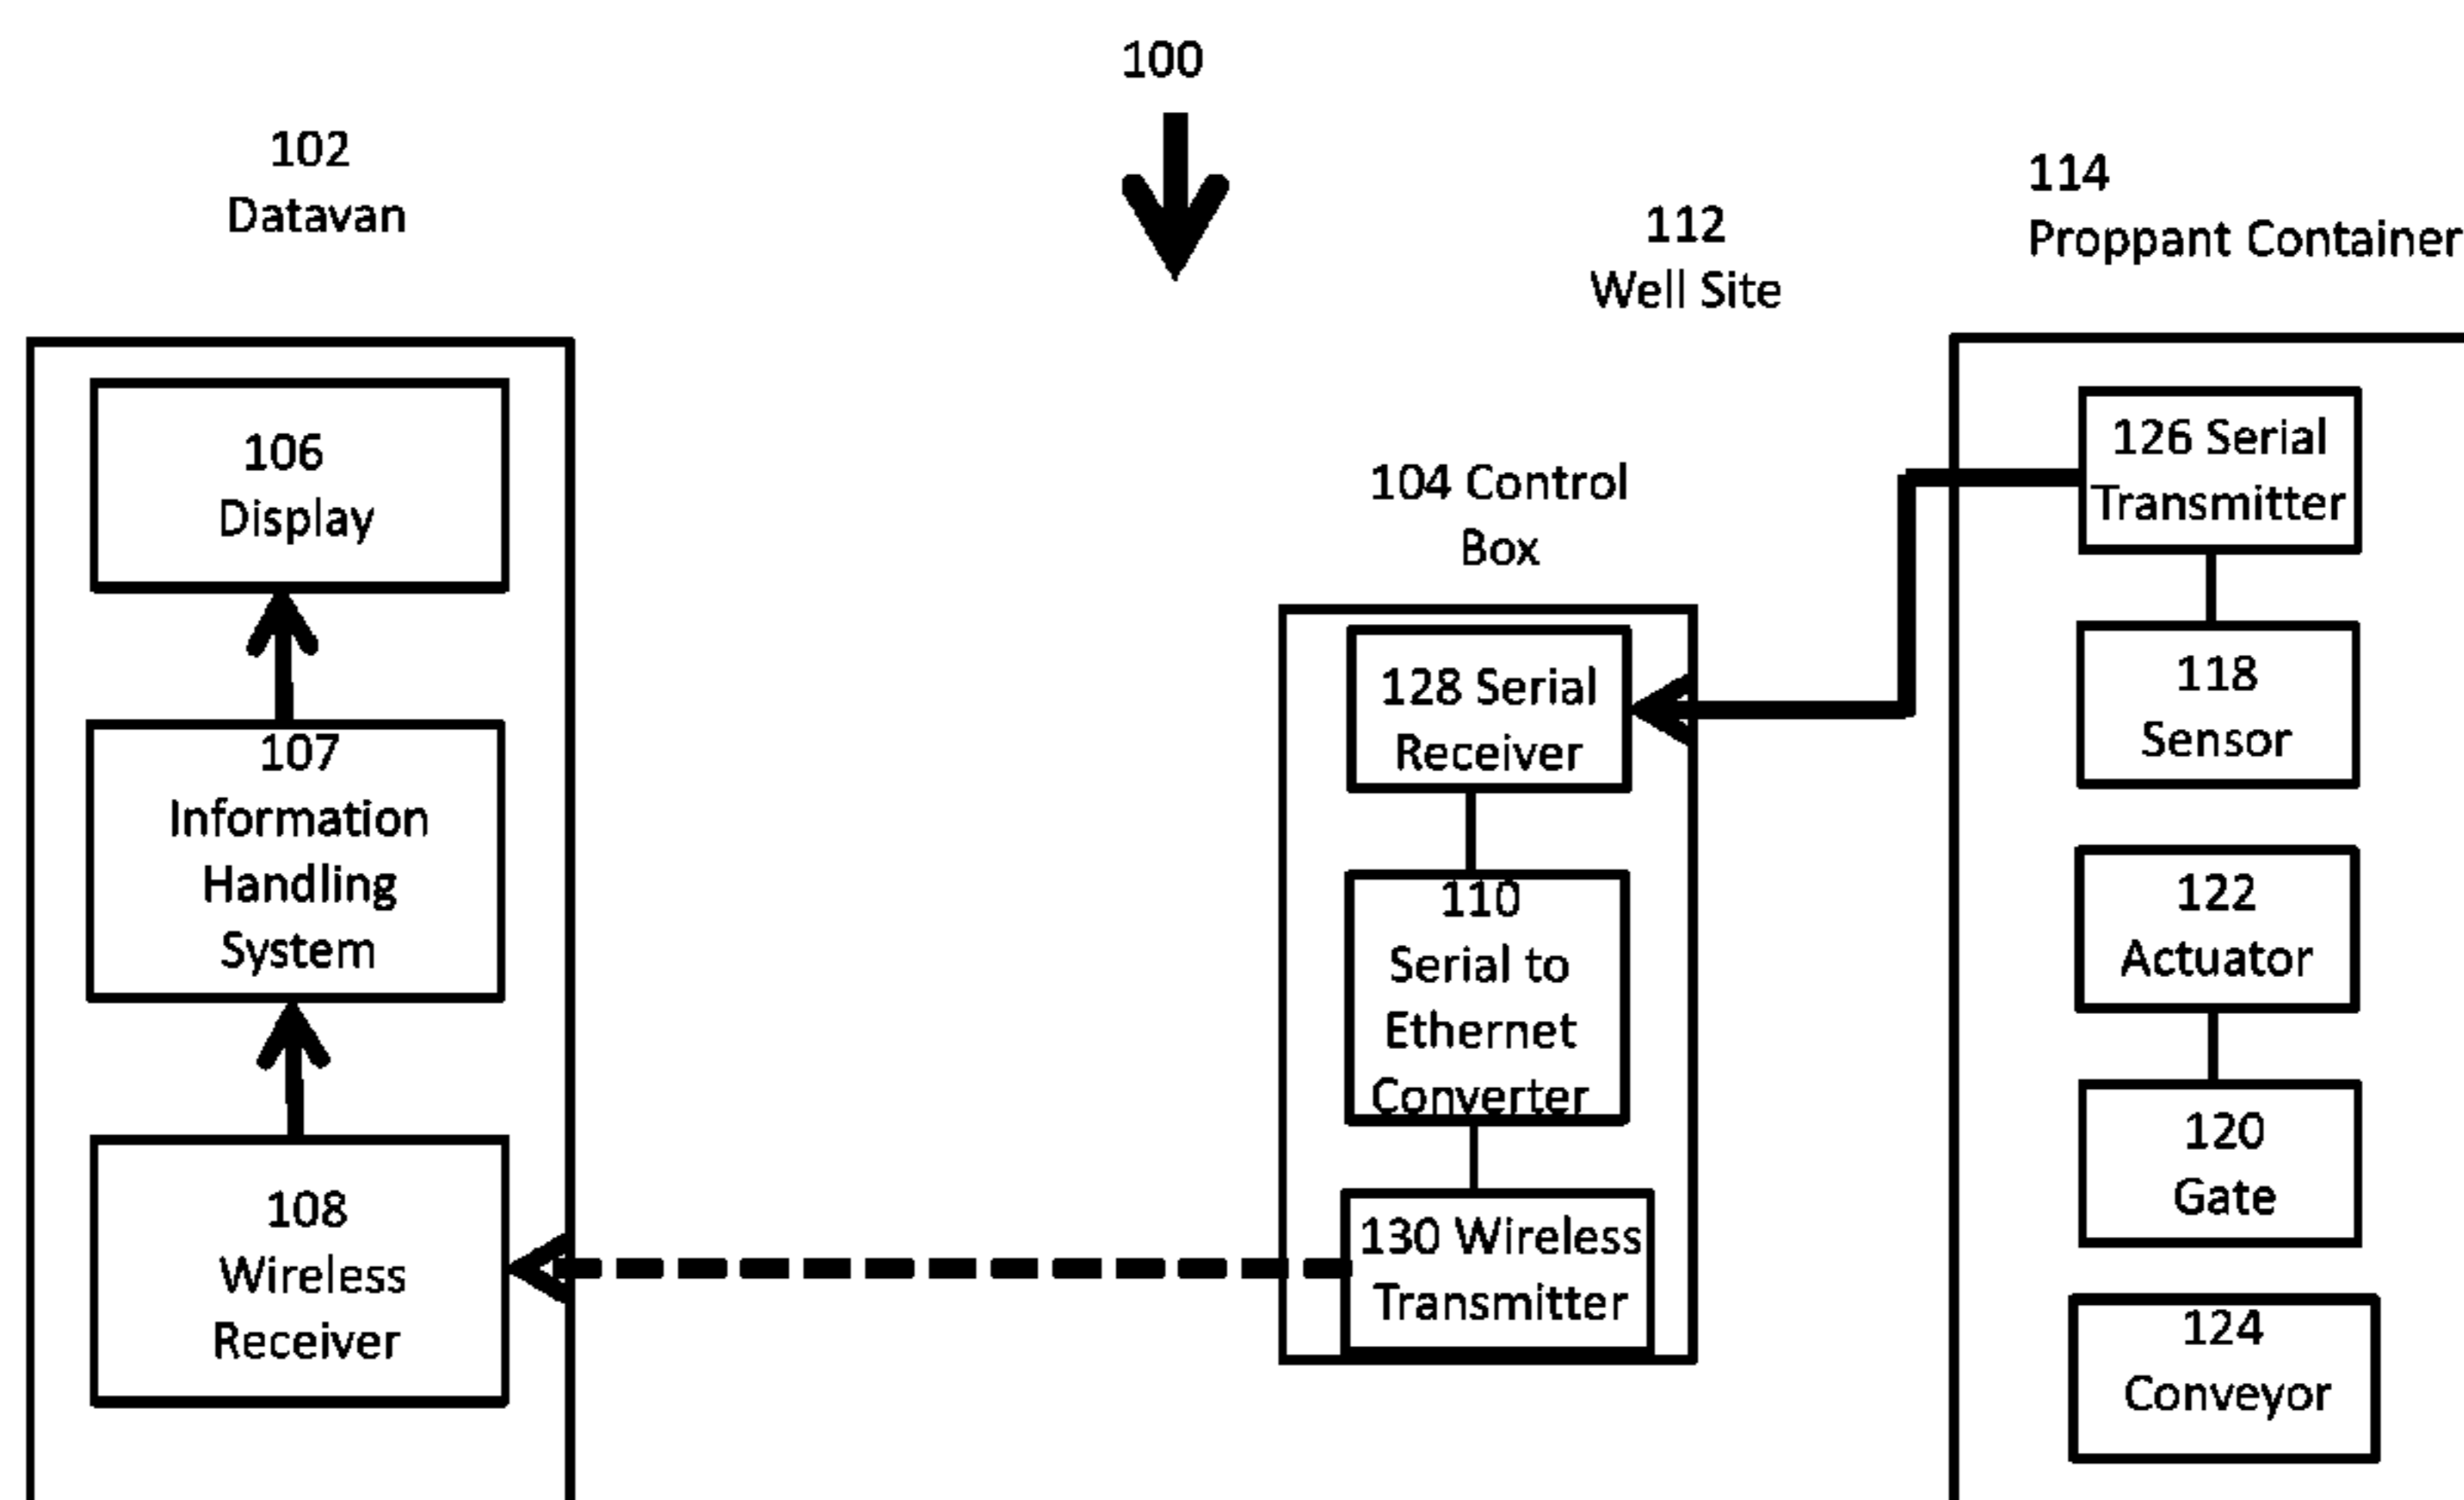 100
102
Datavan
112
Well Site
114
Proppant Container
106
Display
107
Information
Handling
System
108
Wireless
Receiver
104 Control
Box
128 Serial
Receiver
110
Serial to
Ethernet
Converter
130 Wireless
Transmitter
126 Serial
Transmitter
118
Sensor
122
Actuator
120
Gate
124
Conveyor